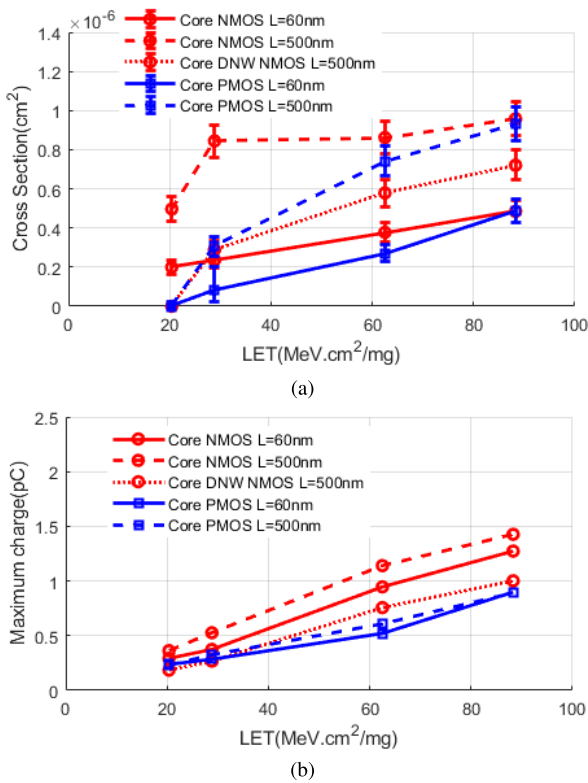 ×10⁻⁶
Core NMOS L=60nm
Core NMOS L=500nm
Core DNW NMOS L=500nm
Core PMOS L=60nm
Core PMOS L=500nm
1.4
1.2
1
0.8
0.6
0.4
0.2
0
Cross Section(cm²)
0 20 40 60 80 100
LET(MeV.cm²/mg)
(a)
2.5
2
1.5
1
0.5
0
Maximum charge(pC)
Core NMOS L=60nm
Core NMOS L=500nm
Core DNW NMOS L=500nm
Core PMOS L=60nm
Core PMOS L=500nm
0 20 40 60 80 100
LET(MeV.cm²/mg)
(b)